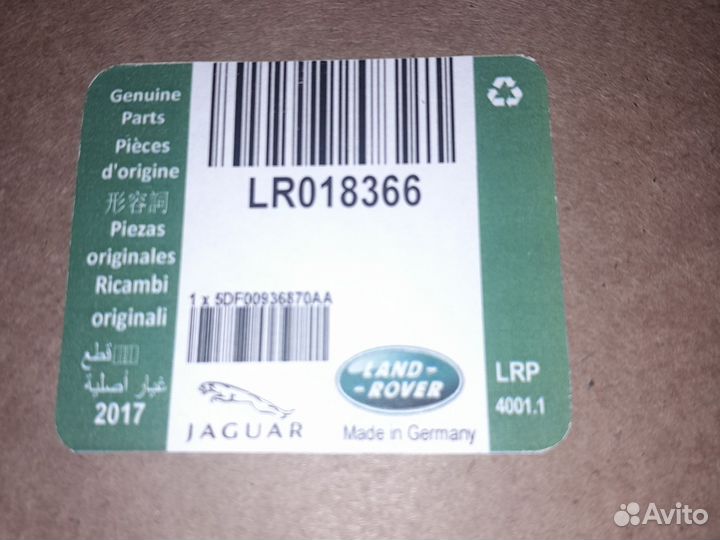 Genuine
Parts
Pièces
d'origine
形容詞
Piezas
originales
Ricambi
originali
قطع
غيار أصلية
2017
LR018366
1 x 5DF00936870AA
JAGUAR
LAND-
-ROVER
Made in Germany
LRP
4001.1
Avito